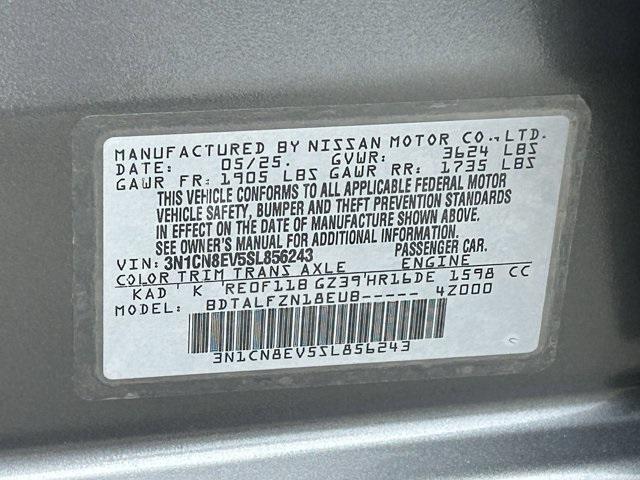 MANUFACTURED BY NISSAN MOTOR CO.,LTD.
DATE: 05/25. GVWR: 3624 LBS
GAWR FR: 1905 LBS GAWR RR: 1735 LBS
THIS VEHICLE CONFORMS TO ALL APPLICABLE FEDERAL MOTOR
VEHICLE SAFETY, BUMPER AND THEFT PREVENTION STANDARDS
IN EFFECT ON THE DATE OF MANUFACTURE SHOWN ABOVE.
SEE OWNER'S MANUAL FOR ADDITIONAL INFORMATION.
VIN: 3N1CN8EV5SL856243 PASSENGER CAR.
COLOR TRIM TRANS AXLE ENGINE
KAD ' K ' RE0F11B GZ39'HR16DE 1598 CC
MODEL: BDTALFZN18EUB----- 4Z000
3N1CN8EV5SL856243